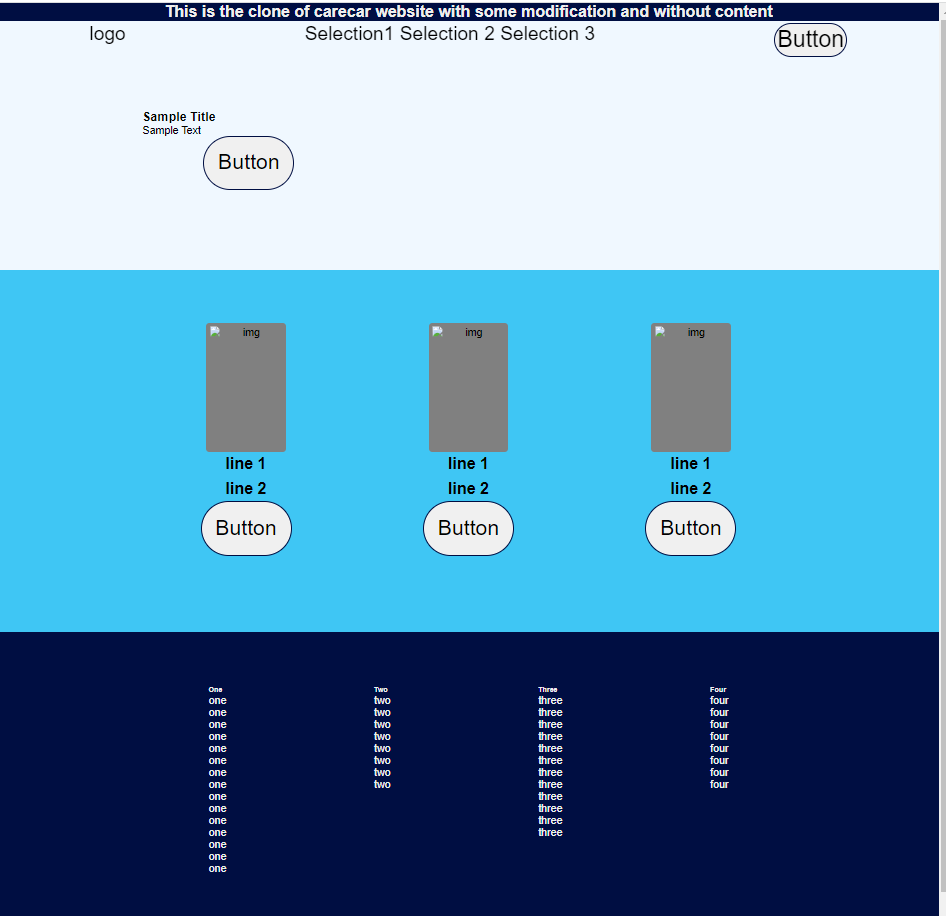 This is the clone of carecar website with some modification and without content
logo Selection1 Selection 2 Selection 3 Button
Sample Title
Sample Text
Button
img img img
line 1 line 1 line 1
line 2 line 2 line 2
Button Button Button
One Two Three Four
one two three four
one two three four
one two three four
one two three four
one two three four
one two three four
one two three four
one two three four
one three
one three
one three
one three
one
one
one